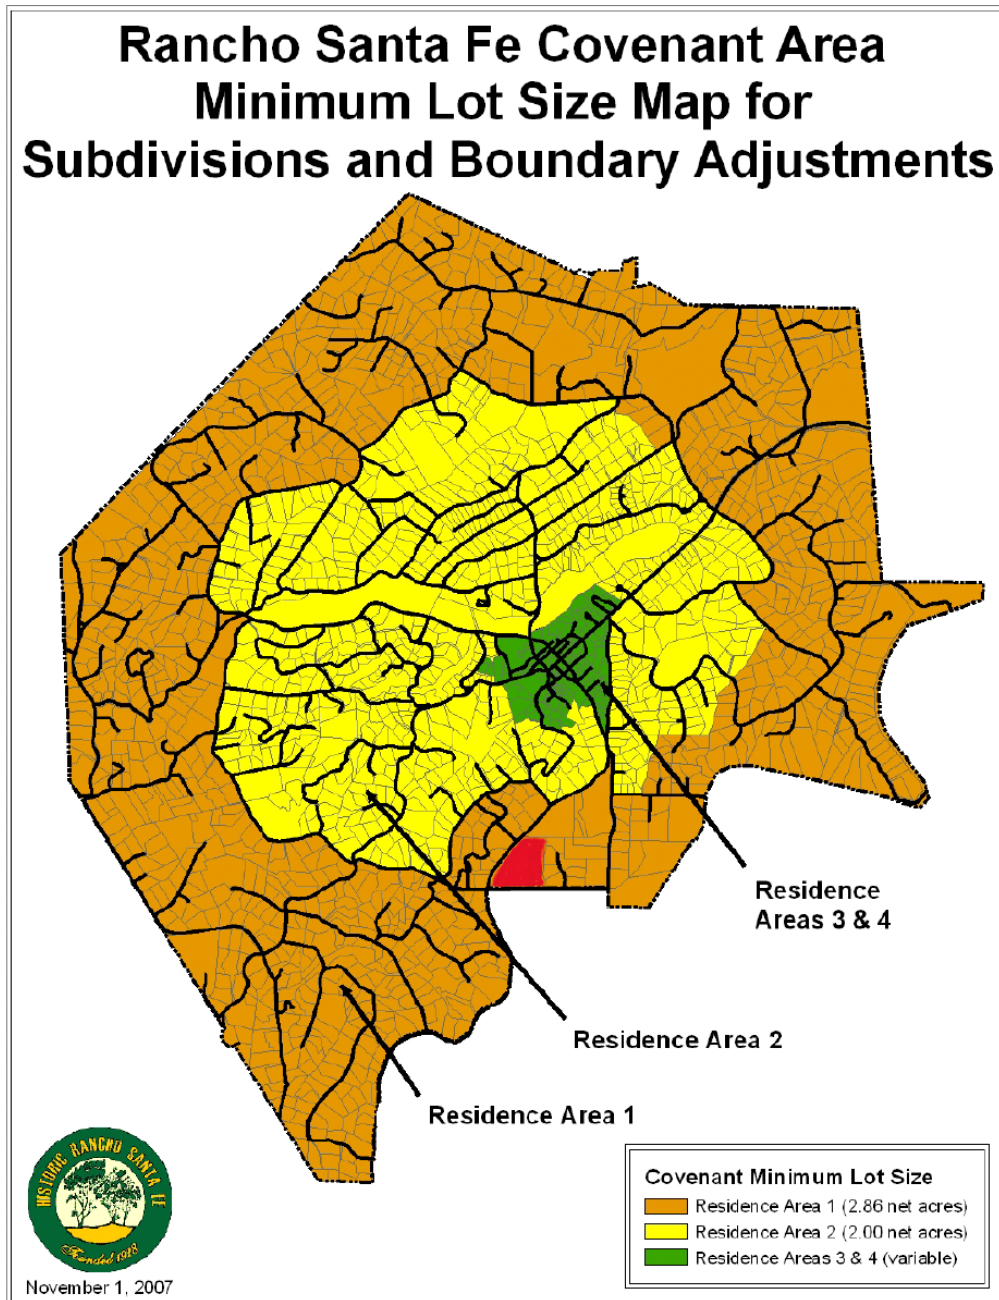 Rancho Santa Fe Covenant Area
Minimum Lot Size Map for
Subdivisions and Boundary Adjustments
Residence
Areas 3 & 4
Residence Area 2
Residence Area 1
HISTORIC RANCHO SANTA FE
Founded 1928
November 1, 2007
Covenant Minimum Lot Size
Residence Area 1 (2.86 net acres)
Residence Area 2 (2.00 net acres)
Residence Areas 3 & 4 (variable)